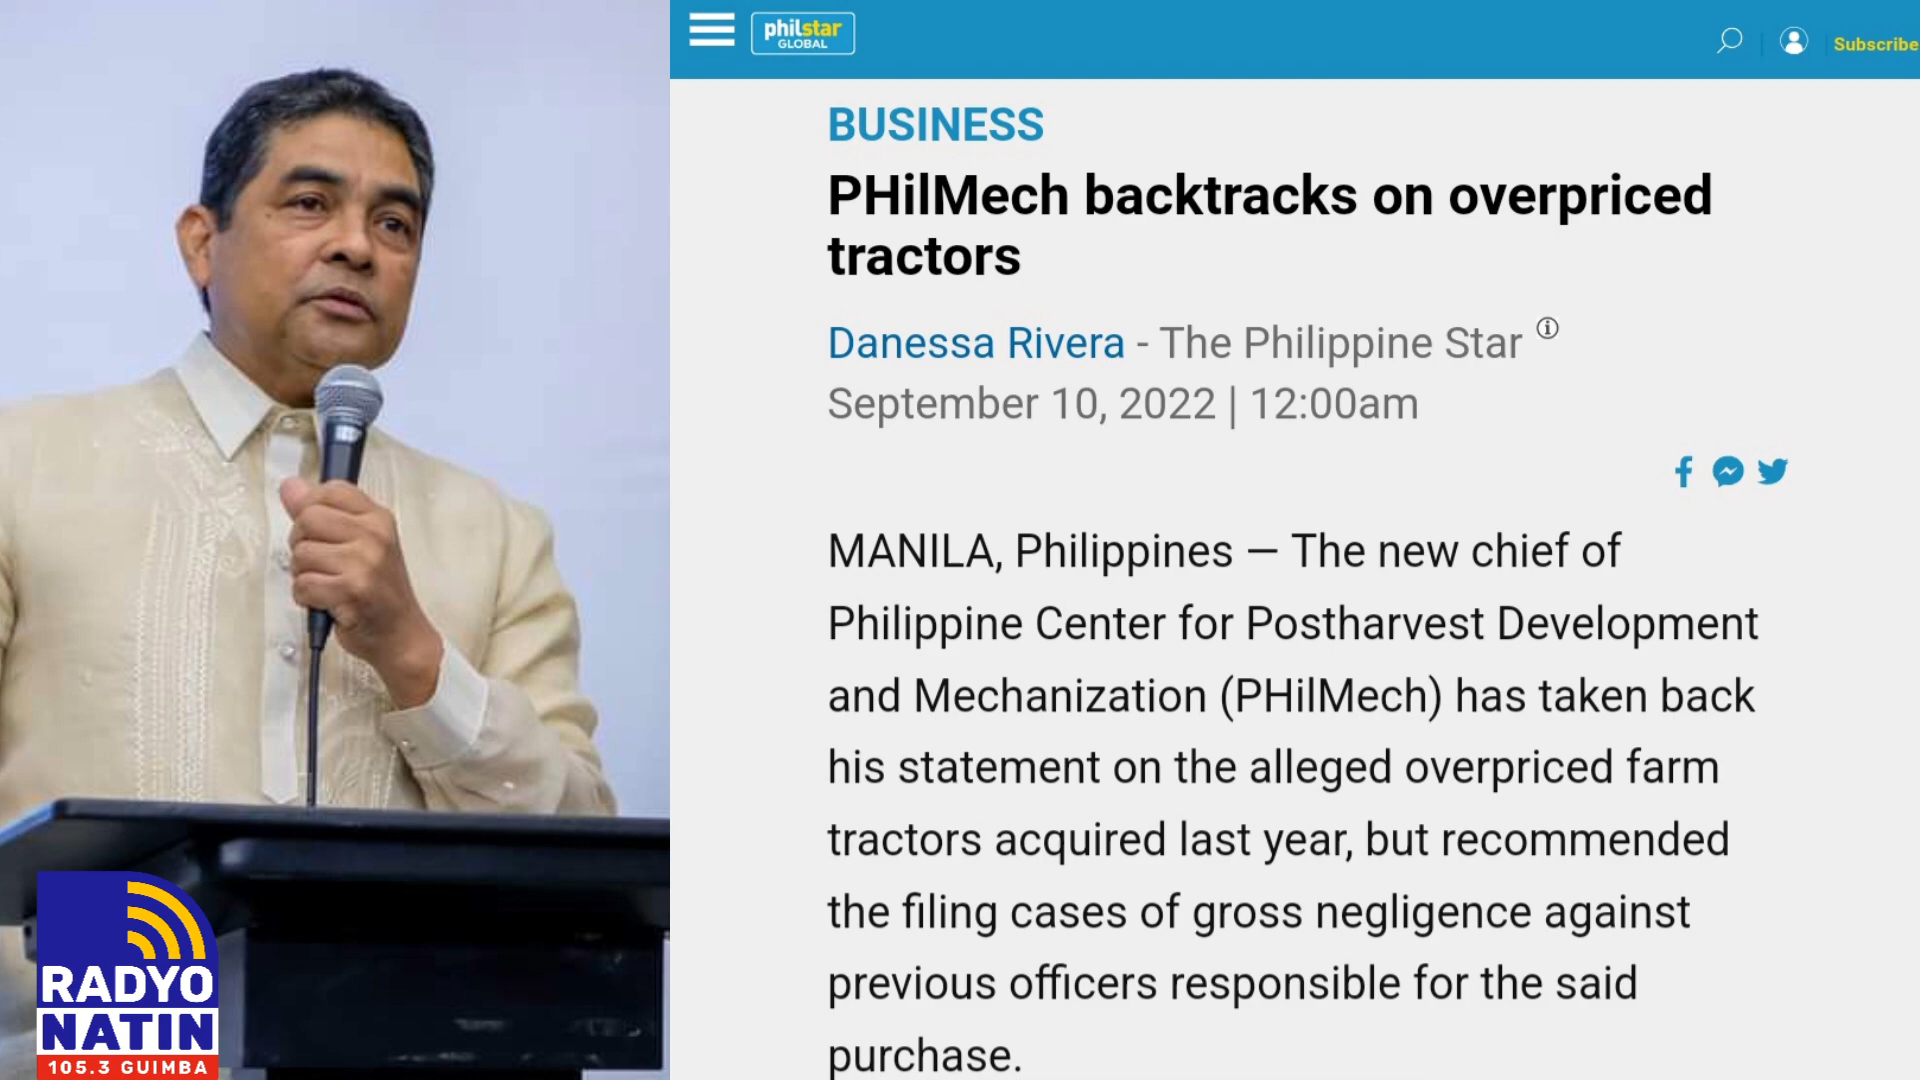 philstar
GLOBAL
Subscribe
BUSINESS
PHilMech backtracks on overpriced
tractors
Danessa Rivera - The Philippine Star
September 10, 2022 | 12:00am
MANILA, Philippines — The new chief of
Philippine Center for Postharvest Development
and Mechanization (PHilMech) has taken back
his statement on the alleged overpriced farm
tractors acquired last year, but recommended
the filing cases of gross negligence against
previous officers responsible for the said
purchase.
RADYO
NATIN
105.3 GUIMBA